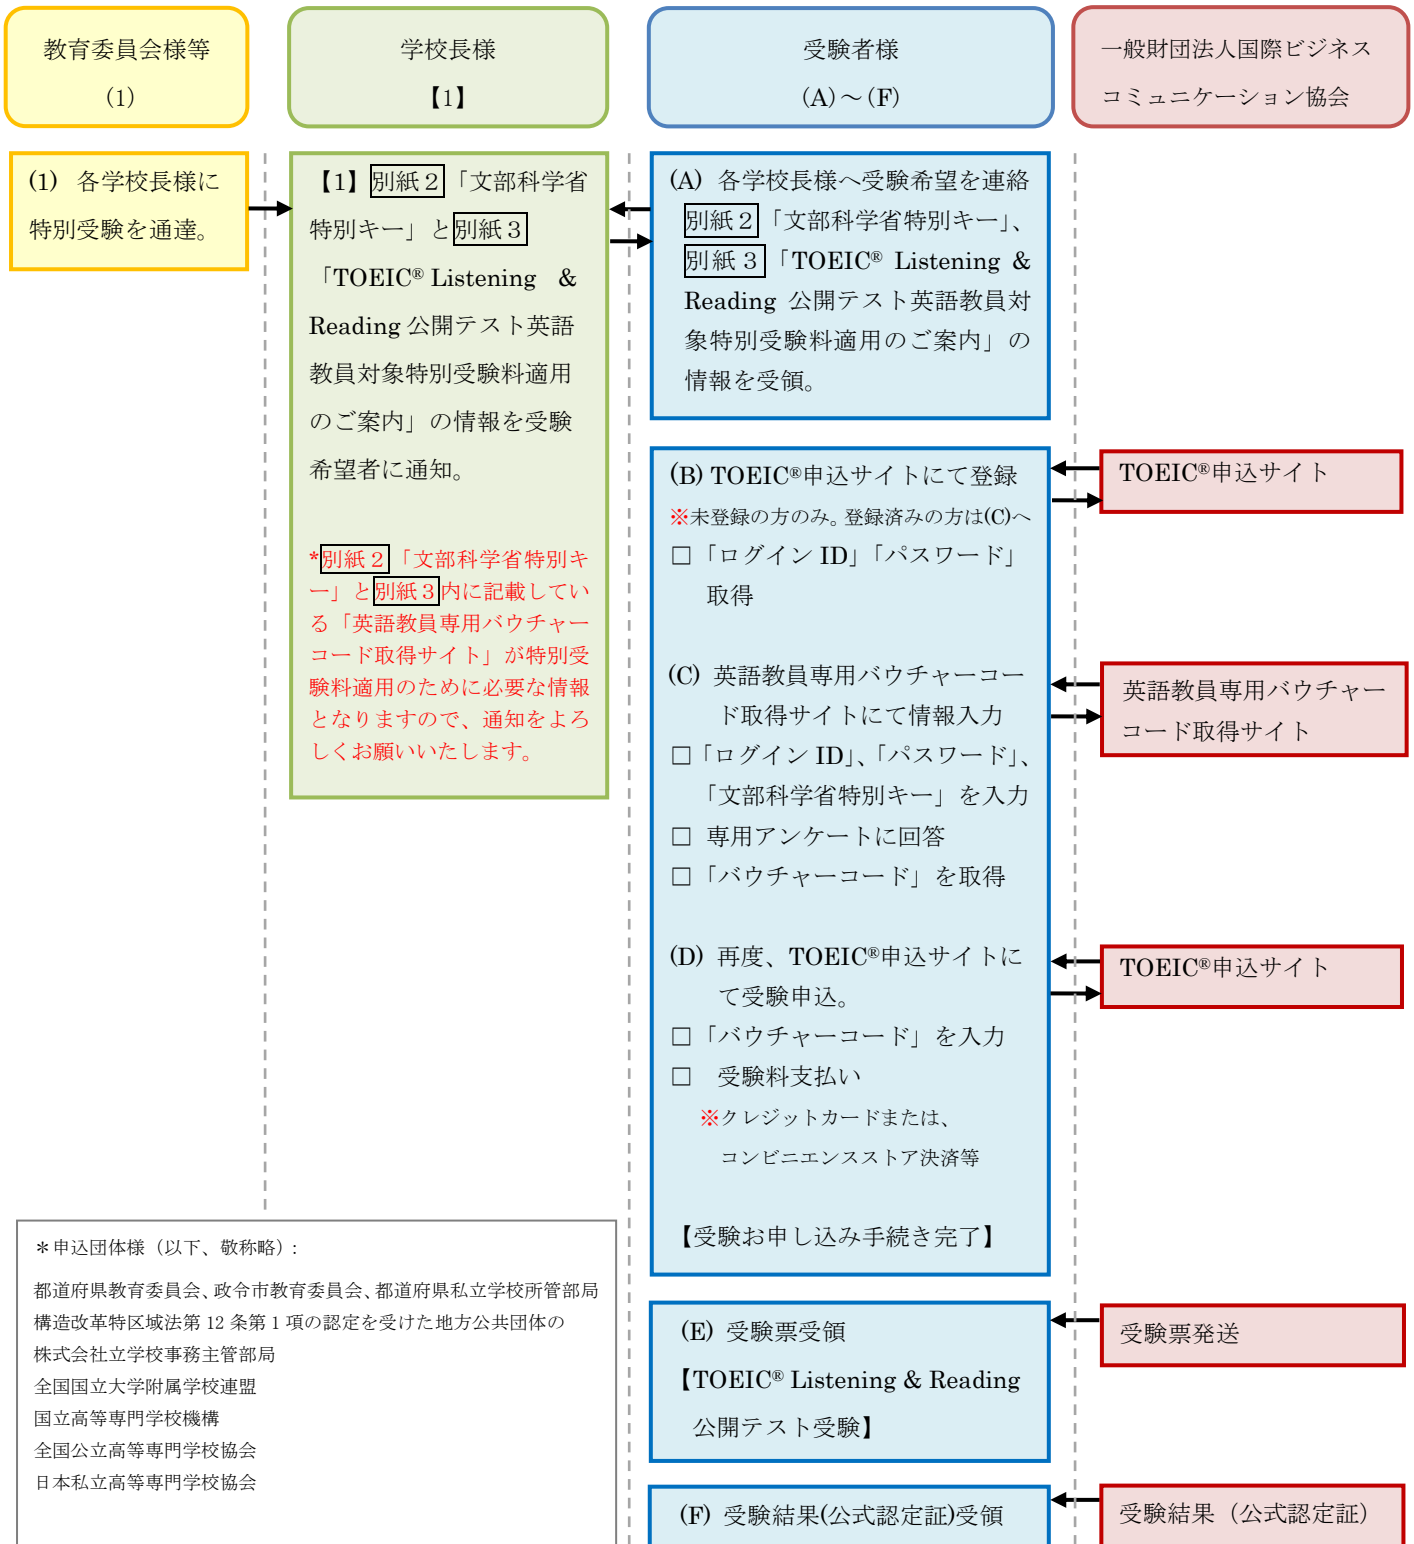 教育委員会様等
(1)
学校長様
【1】
受験者様
(A)～(F)
一般財団法人国際ビジネス
コミュニケーション協会
(1) 各学校長様に
特別受験を通達。
【1】別紙２「文部科学省
特別キー」と別紙３
「TOEIC® Listening &
Reading 公開テスト英語
教員対象特別受験料適用
のご案内」の情報を受験
希望者に通知。
*別紙２「文部科学省特別キ
ー」と別紙３内に記載してい
る「英語教員専用バウチャー
コード取得サイト」が特別受
験料適用のために必要な情報
となりますので、通知をよろ
しくお願いいたします。
(A) 各学校長様へ受験希望を連絡
別紙２「文部科学省特別キー」、
別紙３「TOEIC® Listening &
Reading 公開テスト英語教員対
象特別受験料適用のご案内」の
情報を受領。
(B) TOEIC®申込サイトにて登録
※未登録の方のみ。登録済みの方は(C)へ
□「ログイン ID」「パスワード」
取得
TOEIC®申込サイト
(C) 英語教員専用バウチャーコー
ド取得サイトにて情報入力
□「ログイン ID」、「パスワード」、
「文部科学省特別キー」を入力
□ 専用アンケートに回答
□「バウチャーコード」を取得
英語教員専用バウチャー
コード取得サイト
(D) 再度、TOEIC®申込サイトに
て受験申込。
□「バウチャーコード」を入力
□ 受験料支払い
※クレジットカードまたは、
コンビニエンスストア決済等
【受験お申し込み手続き完了】
TOEIC®申込サイト
(E) 受験票受領
【TOEIC® Listening & Reading
公開テスト受験】
受験票発送
(F) 受験結果(公式認定証)受領
受験結果（公式認定証）
＊申込団体様（以下、敬称略）:
都道府県教育委員会、政令市教育委員会、都道府県私立学校所管部局
構造改革特区域法第 12 条第 1 項の認定を受けた地方公共団体の
株式会社立学校事務主管部局
全国国立大学附属学校連盟
国立高等専門学校機構
全国公立高等専門学校協会
日本私立高等専門学校協会